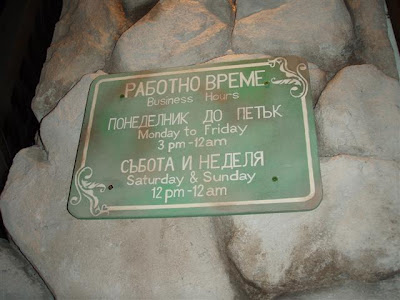 РАБОТНО ВРЕМЕ
Business Hours
ПОНЕДЕЛНИК ДО ПЕТЪК
Monday to Friday
3 pm-12am
СЪБОТА И НЕДЕЛЯ
Saturday & Sunday
12 pm-12 am